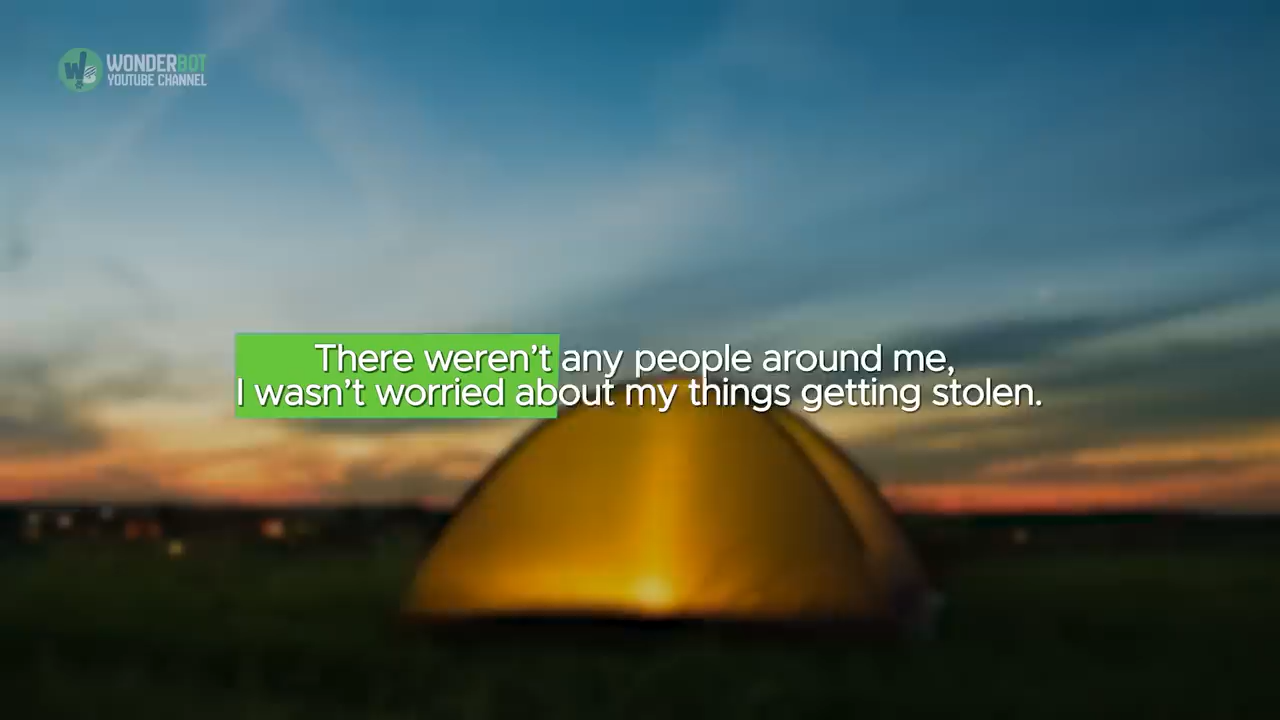 WONDERBOT
YOUTUBE CHANNEL
There weren't any people around me,
I wasn't worried about my things getting stolen.